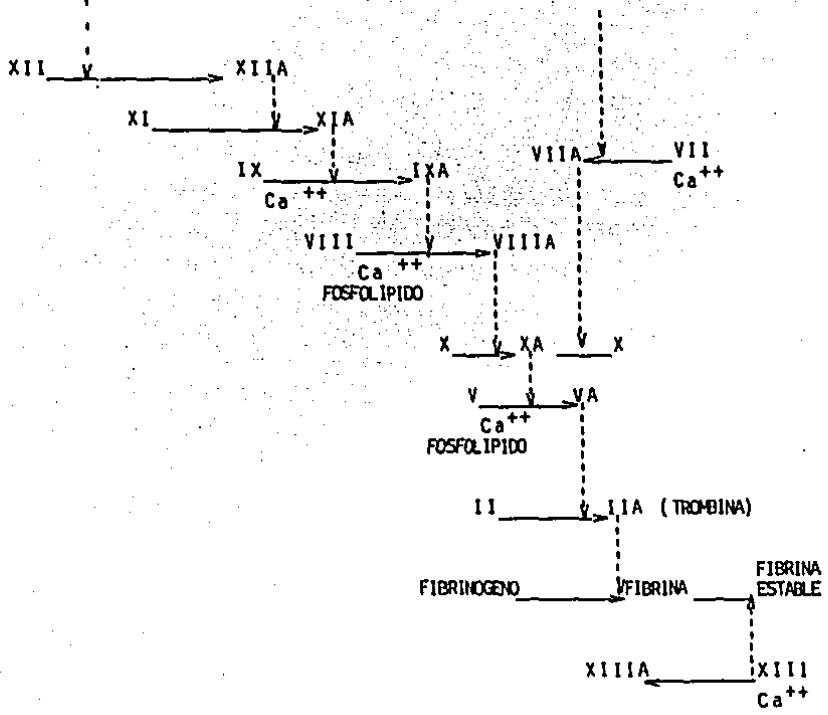 XII XIIA
XI XIA
IX IXA
Ca ++
VIIA VII
Ca++
VIII VIIIA
Ca ++
FOSFOLIPIDO
X XA X
V VA
Ca++
FOSFOLIPIDO
II IIA (TROMBINA)
FIBRINOGENO FIBRINA FIBRINA ESTABLE
XIIIA XIII
Ca++